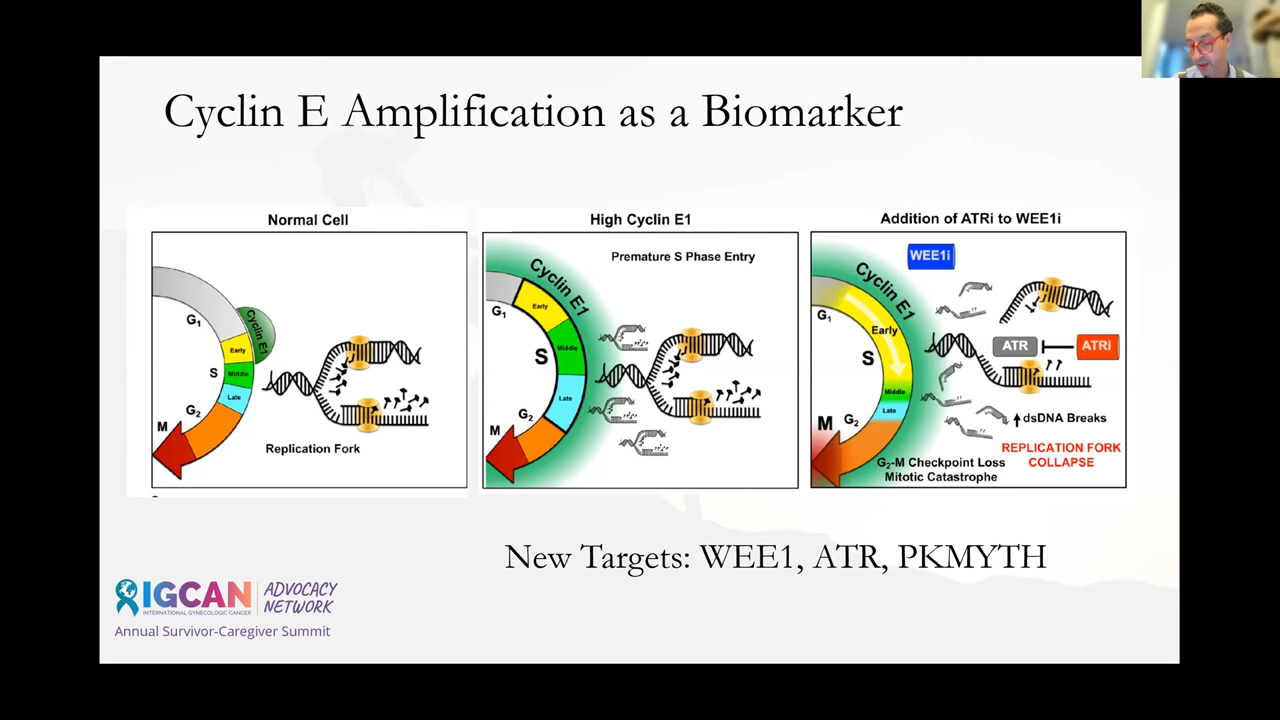 Cyclin E Amplification as a Biomarker
Normal Cell
G1
S
G2
M
Early
Middle
Late
Cyclin E1
Replication Fork
High Cyclin E1
Premature S Phase Entry
Cyclin E1
G1
S
G2
M
Early
Middle
Late
Addition of ATRi to WEE1i
WEE1i
Cyclin E1
G1
Early
S
Middle
Late
G2
M
ATR
ATRi
dsDNA Breaks
REPLICATION FORK
COLLAPSE
G2-M Checkpoint Loss
Mitotic Catastrophe
New Targets: WEE1, ATR, PKMYTH
IGCAN
INTERNATIONAL GYNECOLOGIC CANCER
ADVOCACY
NETWORK
Annual Survivor-Caregiver Summit